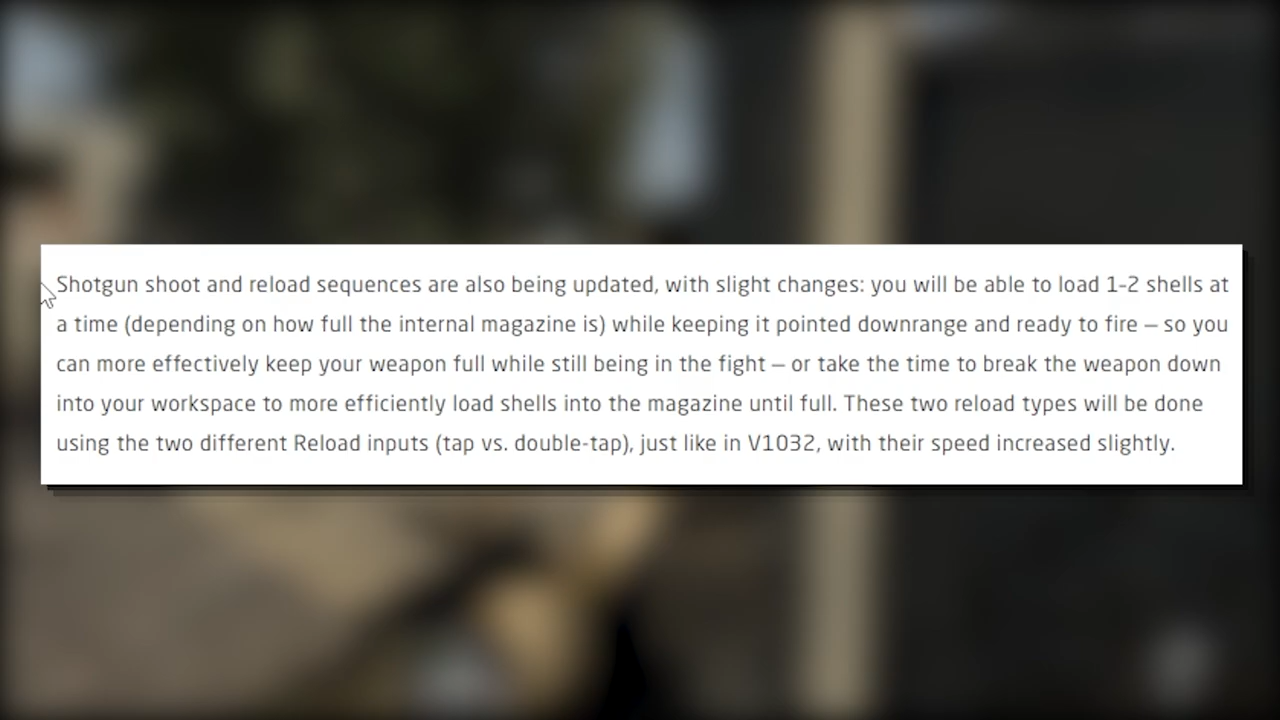 Shotgun shoot and reload sequences are also being updated, with slight changes: you will be able to load 1-2 shells at
a time (depending on how full the internal magazine is) while keeping it pointed downrange and ready to fire — so you
can more effectively keep your weapon full while still being in the fight — or take the time to break the weapon down
into your workspace to more efficiently load shells into the magazine until full. These two reload types will be done
using the two different Reload inputs (tap vs. double-tap), just like in V1032, with their speed increased slightly.